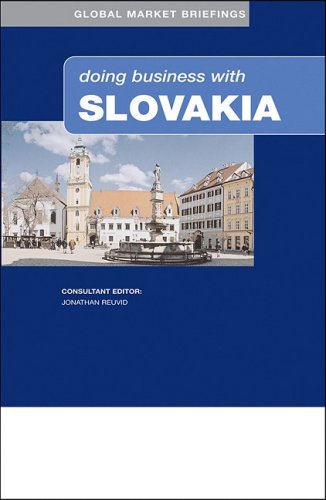 GLOBAL MARKET BRIEFINGS
doing business with
SLOVAKIA
CONSULTANT EDITOR:
JONATHAN REUVID